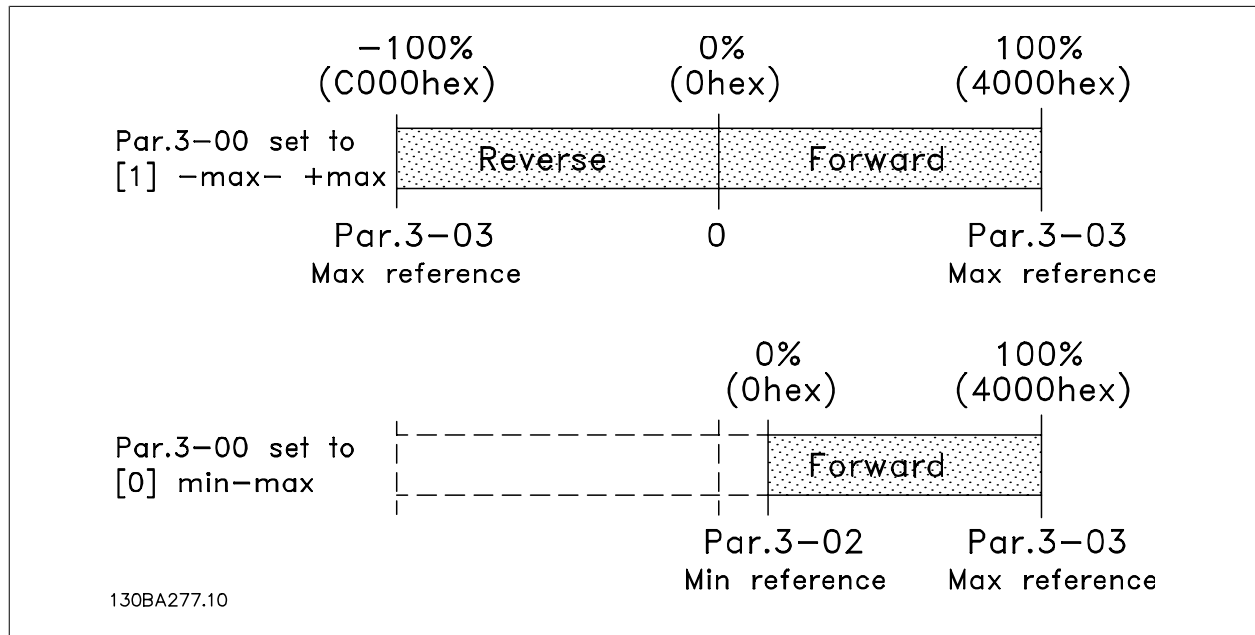 -100% 0% 100%
(C000hex) (0hex) (4000hex)
Par.3-00 set to
[1] -max- +max
Reverse Forward
Par.3-03 0 Par.3-03
Max reference Max reference
0% 100%
(0hex) (4000hex)
Par.3-00 set to
[0] min-max
Forward
Par.3-02 Par.3-03
Min reference Max reference
130BA277.10